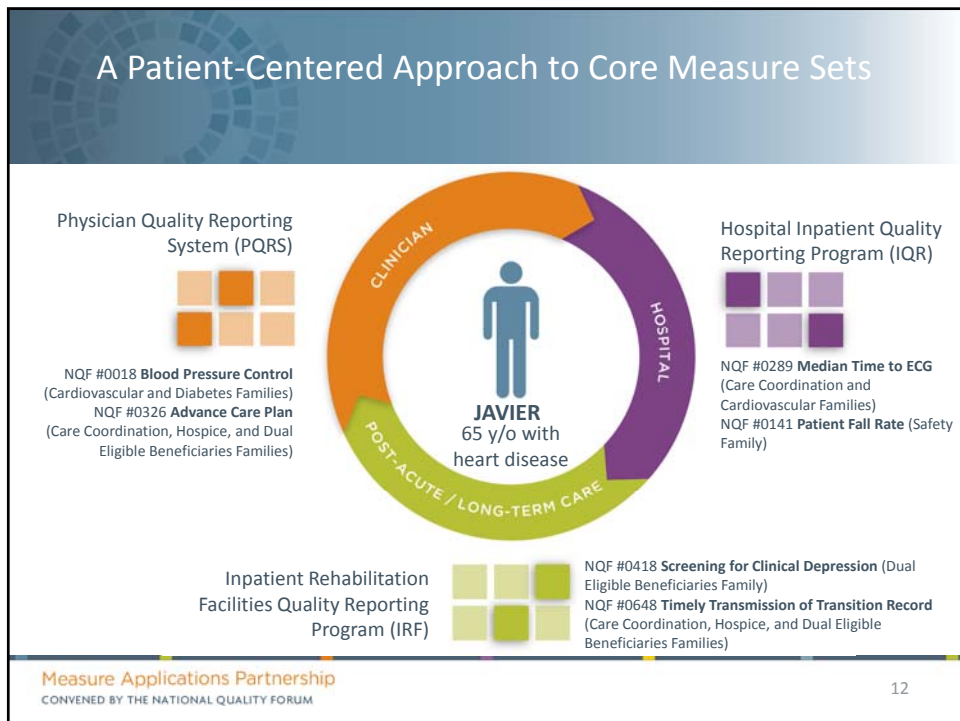 A Patient-Centered Approach to Core Measure Sets
Physician Quality Reporting
System (PQRS)
NQF #0018 Blood Pressure Control
(Cardiovascular and Diabetes Families)
NQF #0326 Advance Care Plan
(Care Coordination, Hospice, and Dual
Eligible Beneficiaries Families)
CLINICIAN
HOSPITAL
POST-ACUTE / LONG-TERM CARE
JAVIER
65 y/o with
heart disease
Hospital Inpatient Quality
Reporting Program (IQR)
NQF #0289 Median Time to ECG
(Care Coordination and
Cardiovascular Families)
NQF #0141 Patient Fall Rate (Safety
Family)
Inpatient Rehabilitation
Facilities Quality Reporting
Program (IRF)
NQF #0418 Screening for Clinical Depression (Dual
Eligible Beneficiaries Family)
NQF #0648 Timely Transmission of Transition Record
(Care Coordination, Hospice, and Dual Eligible
Beneficiaries Families)
Measure Applications Partnership
CONVENED BY THE NATIONAL QUALITY FORUM
12